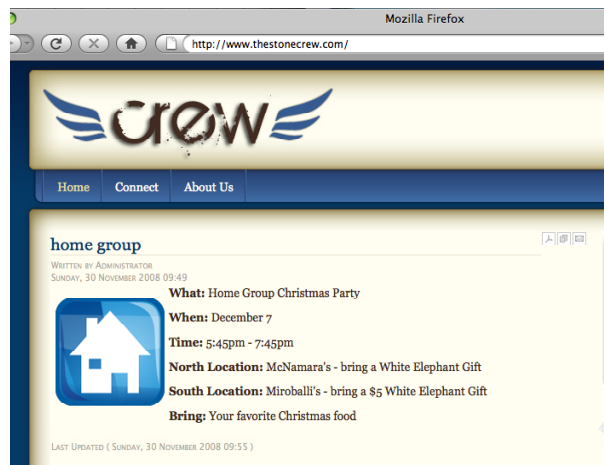 Mozilla Firefox
http://www.thestonecrew.com/
crew
Home Connect About Us
home group
WRITTEN BY ADMINISTRATOR
SUNDAY, 30 NOVEMBER 2008 09:49
What: Home Group Christmas Party
When: December 7
Time: 5:45pm - 7:45pm
North Location: McNamara's - bring a White Elephant Gift
South Location: Miroballi's - bring a $5 White Elephant Gift
Bring: Your favorite Christmas food
LAST UPDATED ( SUNDAY, 30 NOVEMBER 2008 09:55 )